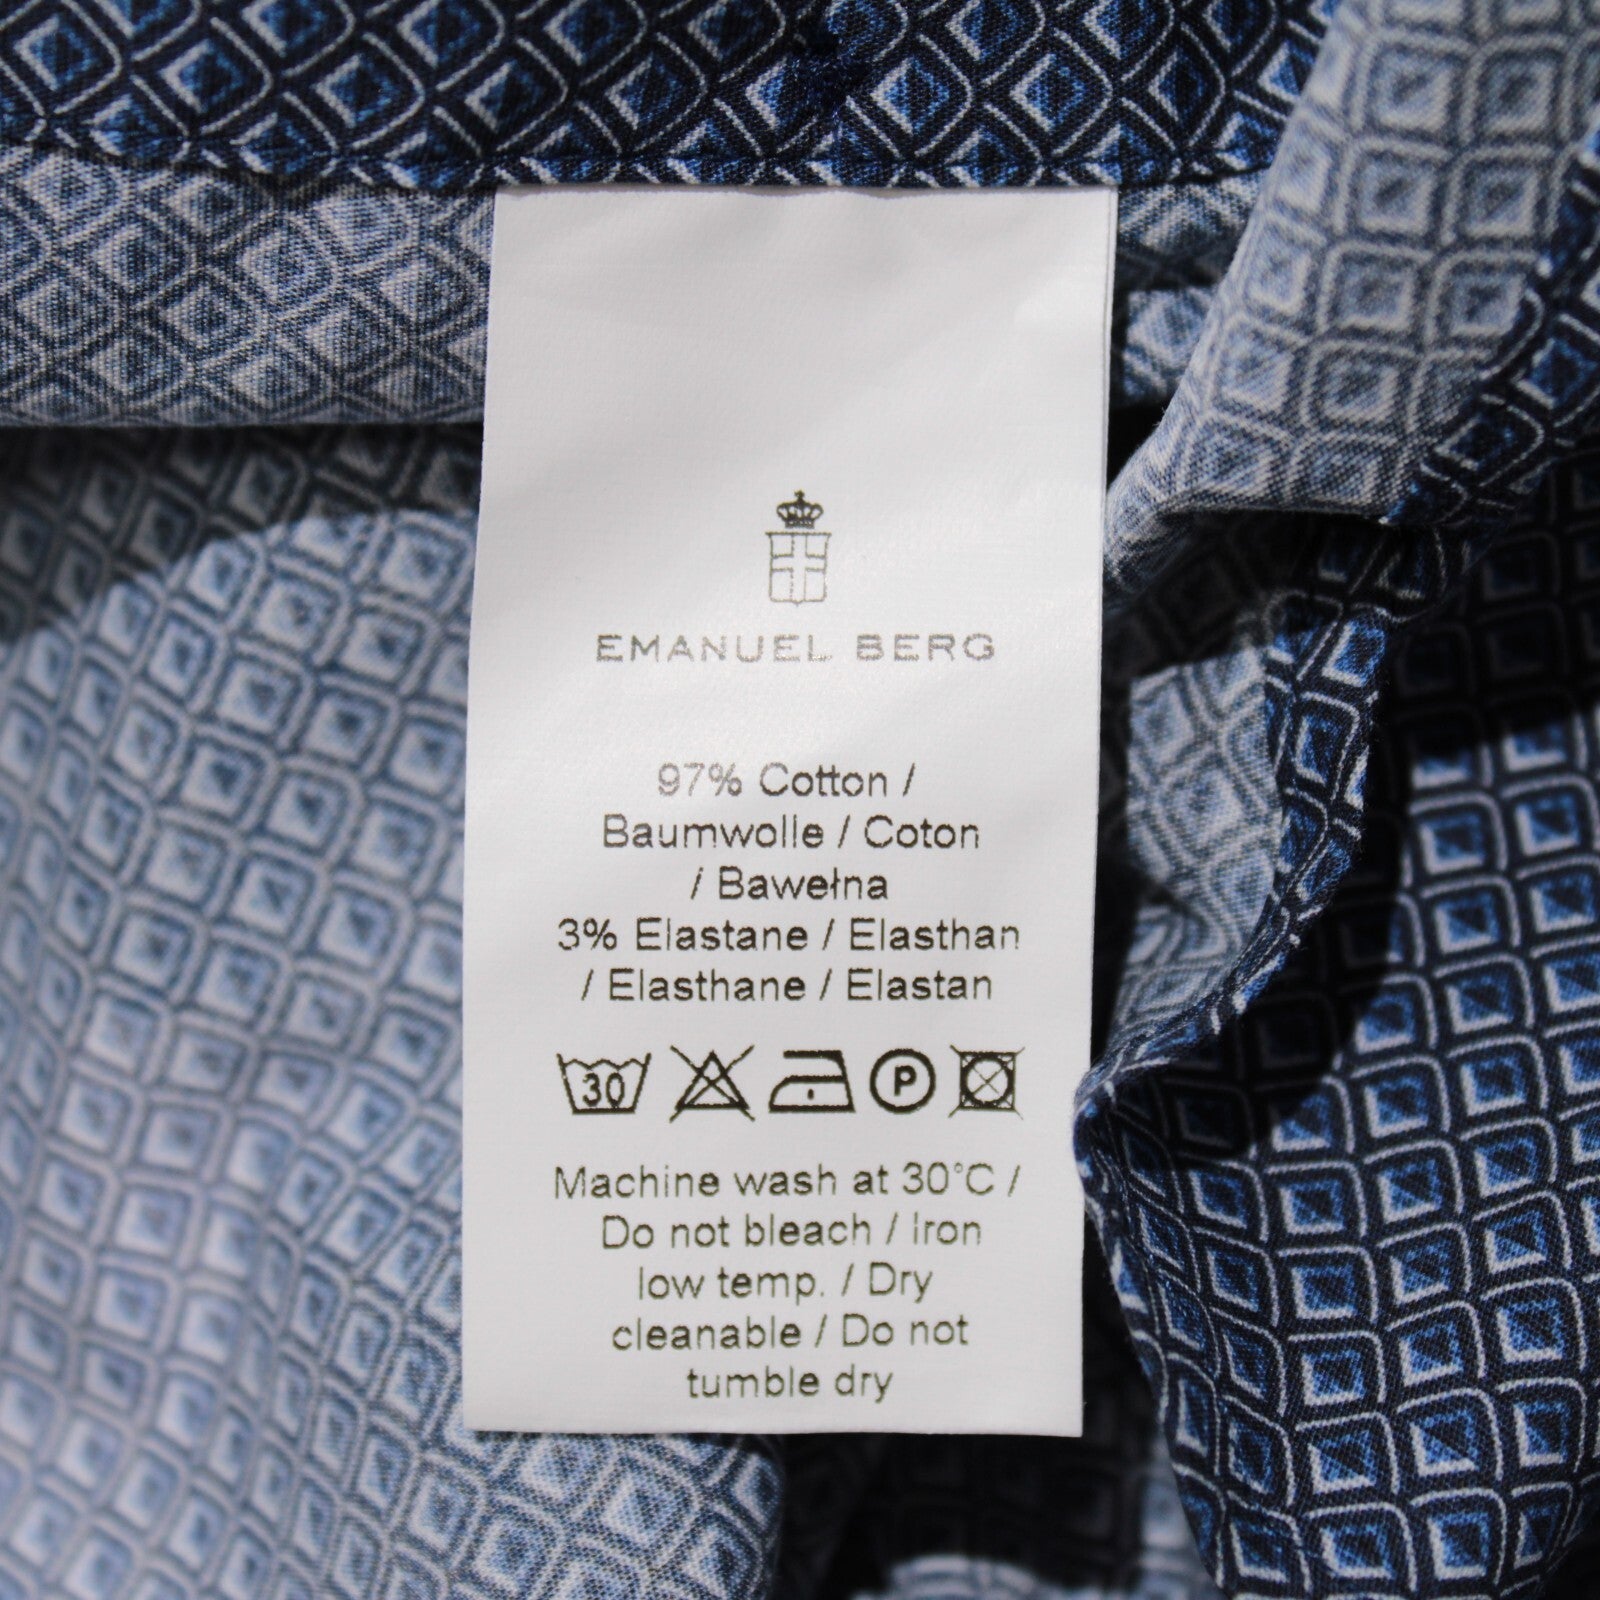 EMANUEL BERG
97% Cotton /
Baumwolle / Coton
/ Bawełna
3% Elastane / Elasthan
/ Elasthane / Elastan
30 P
Machine wash at 30°C /
Do not bleach / Iron
low temp. / Dry
cleanable / Do not
tumble dry